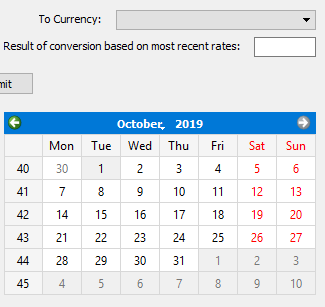 To Currency:
Result of conversion based on most recent rates:
mit
October, 2019
Mon Tue Wed Thu Fri Sat Sun
40 30 1 2 3 4 5 6
41 7 8 9 10 11 12 13
42 14 15 16 17 18 19 20
43 21 22 23 24 25 26 27
44 28 29 30 31 1 2 3
45 4 5 6 7 8 9 10